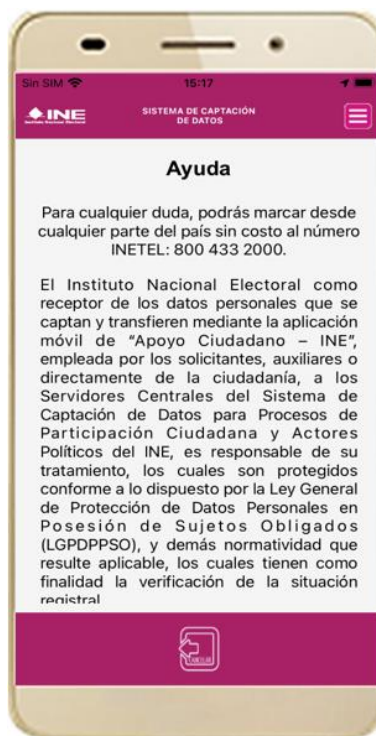 Sin SIM 15:17
INE
Instituto Nacional Electoral
SISTEMA DE CAPTACIÓN
DE DATOS
Ayuda
Para cualquier duda, podrás marcar desde
cualquier parte del país sin costo al número
INETEL: 800 433 2000.
El Instituto Nacional Electoral como
receptor de los datos personales que se
captan y transfieren mediante la aplicación
móvil de “Apoyo Ciudadano – INE”,
empleada por los solicitantes, auxiliares o
directamente de la ciudadanía, a los
Servidores Centrales del Sistema de
Captación de Datos para Procesos de
Participación Ciudadana y Actores
Políticos del INE, es responsable de su
tratamiento, los cuales son protegidos
conforme a lo dispuesto por la Ley General
de Protección de Datos Personales en
Posesión de Sujetos Obligados
(LGPDPPSO), y demás normatividad que
resulte aplicable, los cuales tienen como
finalidad la verificación de la situación
registral
CANCELAR